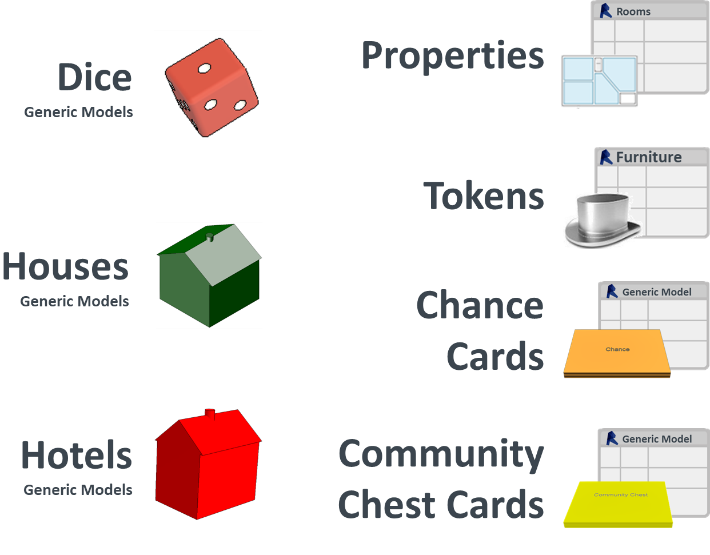 Dice
Generic Models
Houses
Generic Models
Hotels
Generic Models
Properties
Rooms
Tokens
Furniture
Chance
Cards
Generic Model
Chance
Community
Chest Cards
Generic Model
Community Chest